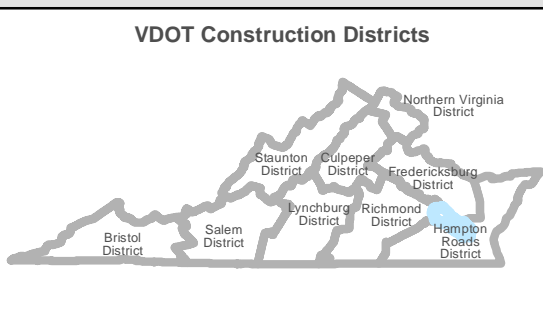 VDOT Construction Districts
Northern Virginia
District
Staunton
District
Culpeper
District
Fredericksburg
District
Lynchburg
District
Richmond
District
Salem
District
Bristol
District
Hampton
Roads
District